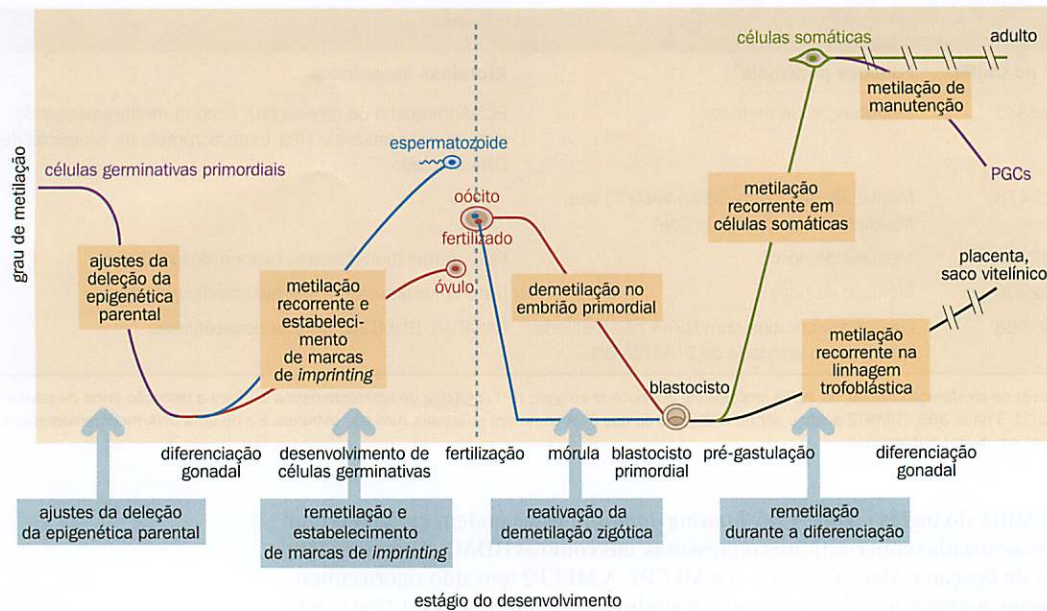 células somáticas
adulto
metilação de
manutenção
espermatozoide
células germinativas primordiais
PGCs
oócito
fertilizado
metilação
recorrente em
células somáticas
grau de metilação
ajustes da
deleção da
epigenética
parental
óvulo
placenta,
saco vitelínico
metilação
recorrente e
estabeleci-
mento
de marcas
de imprinting
demetilação no
embrião primordial
metilação
recorrente na
linhagem
trofoblástica
blastocisto
diferenciação
gonadal
desenvolvimento de
células germinativas
fertilização
mórula
blastocisto
primordial
pré-gastulação
diferenciação
gonadal
ajustes da deleção
da epigenética parental
remetilação e
estabelecimento
de marcas de imprinting
reativação da
demetilação zigótica
remetilação
durante a diferenciação
estágio do desenvolvimento